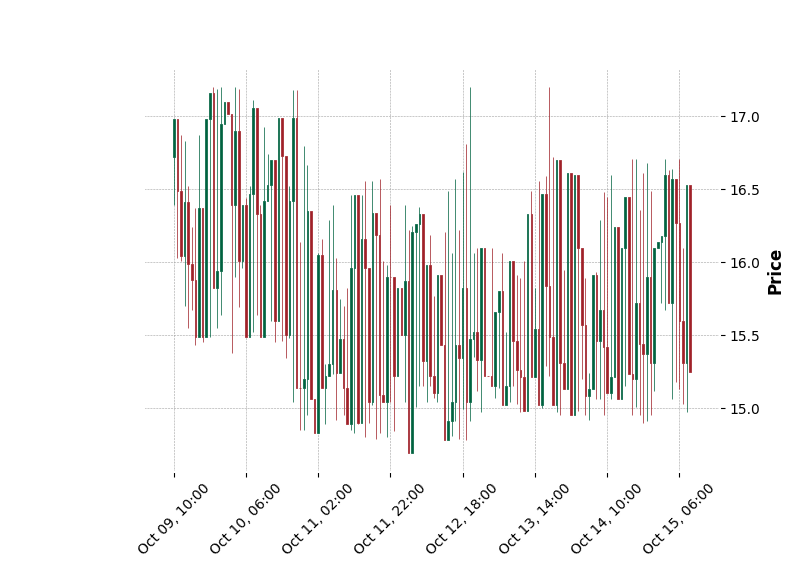 17.0
16.5
16.0
15.5
15.0
Price
Oct 09, 10:00
Oct 10, 06:00
Oct 11, 02:00
Oct 11, 22:00
Oct 12, 18:00
Oct 13, 14:00
Oct 14, 10:00
Oct 15, 06:00